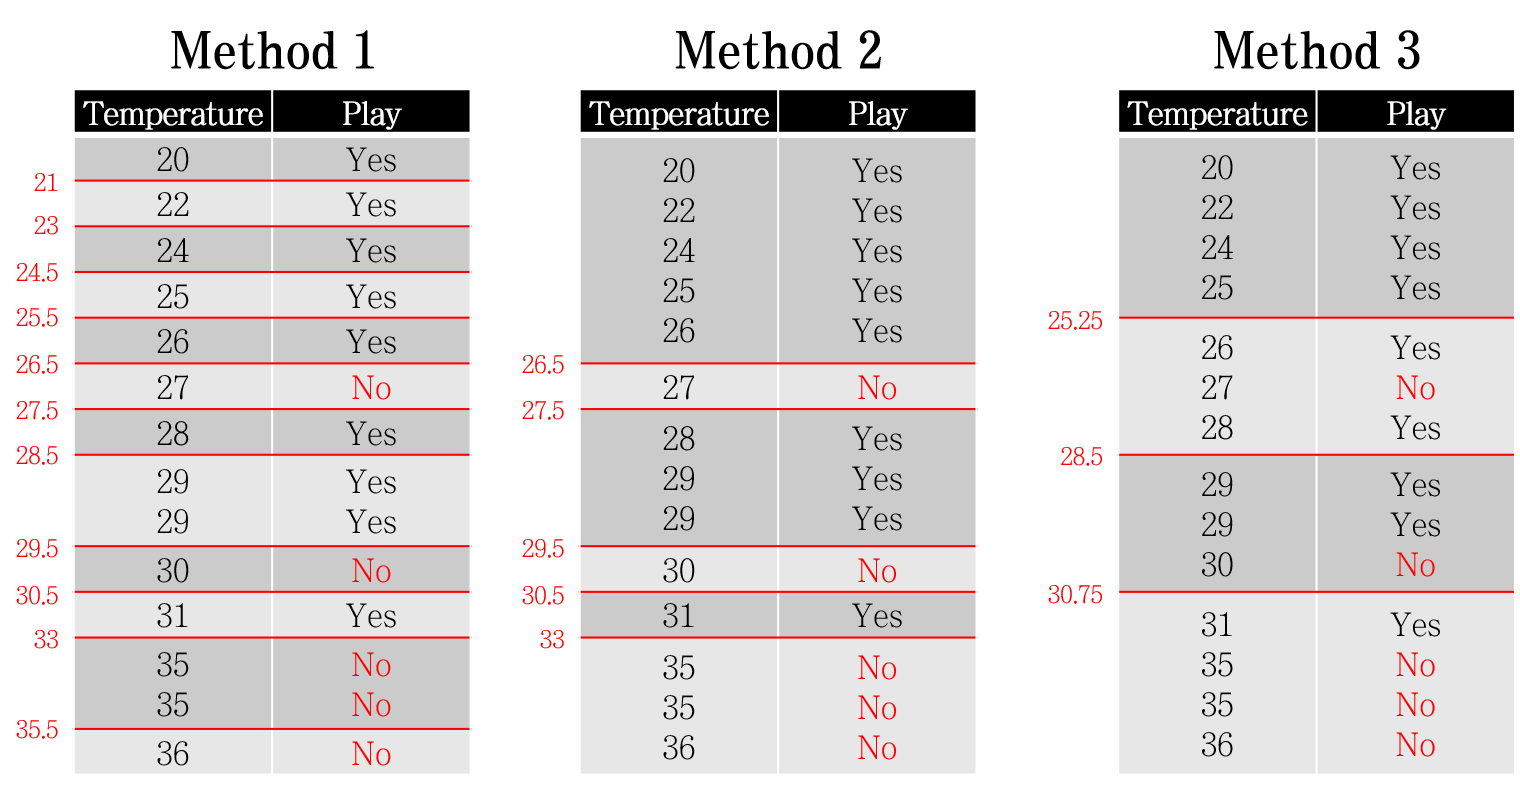 Method 1
Temperature Play
20 Yes
21
22 Yes
23
24 Yes
24.5
25 Yes
25.5
26 Yes
26.5
27 No
27.5
28 Yes
28.5
29 Yes
29 Yes
29.5
30 No
30.5
31 Yes
33
35 No
35 No
35.5
36 No
Method 2
Temperature Play
20 Yes
22 Yes
24 Yes
25 Yes
26 Yes
26.5
27 No
27.5
28 Yes
29 Yes
29 Yes
29.5
30 No
30.5
31 Yes
33
35 No
35 No
36 No
Method 3
Temperature Play
20 Yes
22 Yes
24 Yes
25 Yes
25.25
26 Yes
27 No
28 Yes
28.5
29 Yes
29 Yes
30 No
30.75
31 Yes
35 No
35 No
36 No